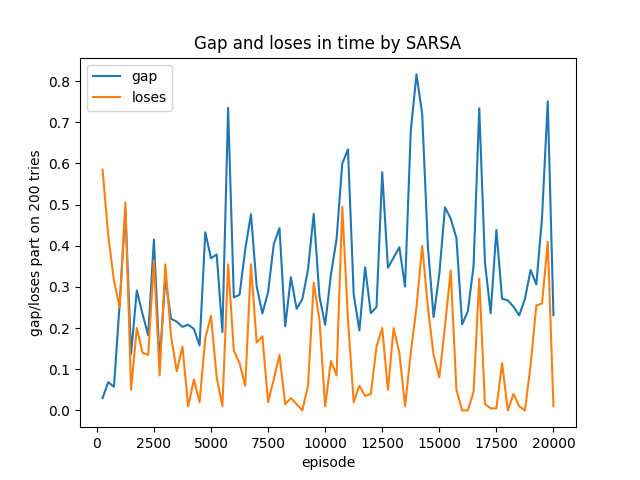 Gap and loses in time by SARSA
gap
loses
gap/loses part on 200 tries
0.8
0.7
0.6
0.5
0.4
0.3
0.2
0.1
0.0
0 2500 5000 7500 10000 12500 15000 17500 20000
episode